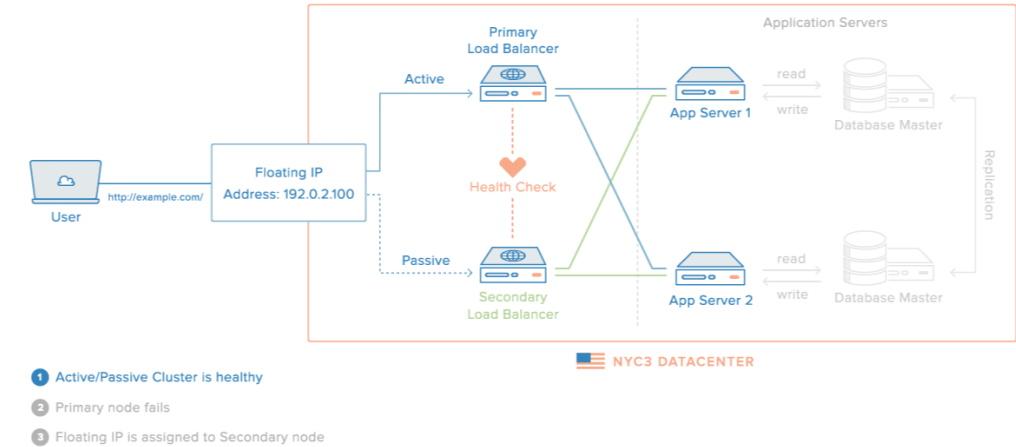 Application Servers
Primary
Load Balancer
Active
App Server 1
read
write
Database Master
User
http://example.com/
Floating IP
Address: 192.0.2.100
Health Check
Replication
Passive
Secondary
Load Balancer
App Server 2
read
write
Database Master
NYC3 DATACENTER
1 Active/Passive Cluster is healthy
2 Primary node fails
3 Floating IP is assigned to Secondary node